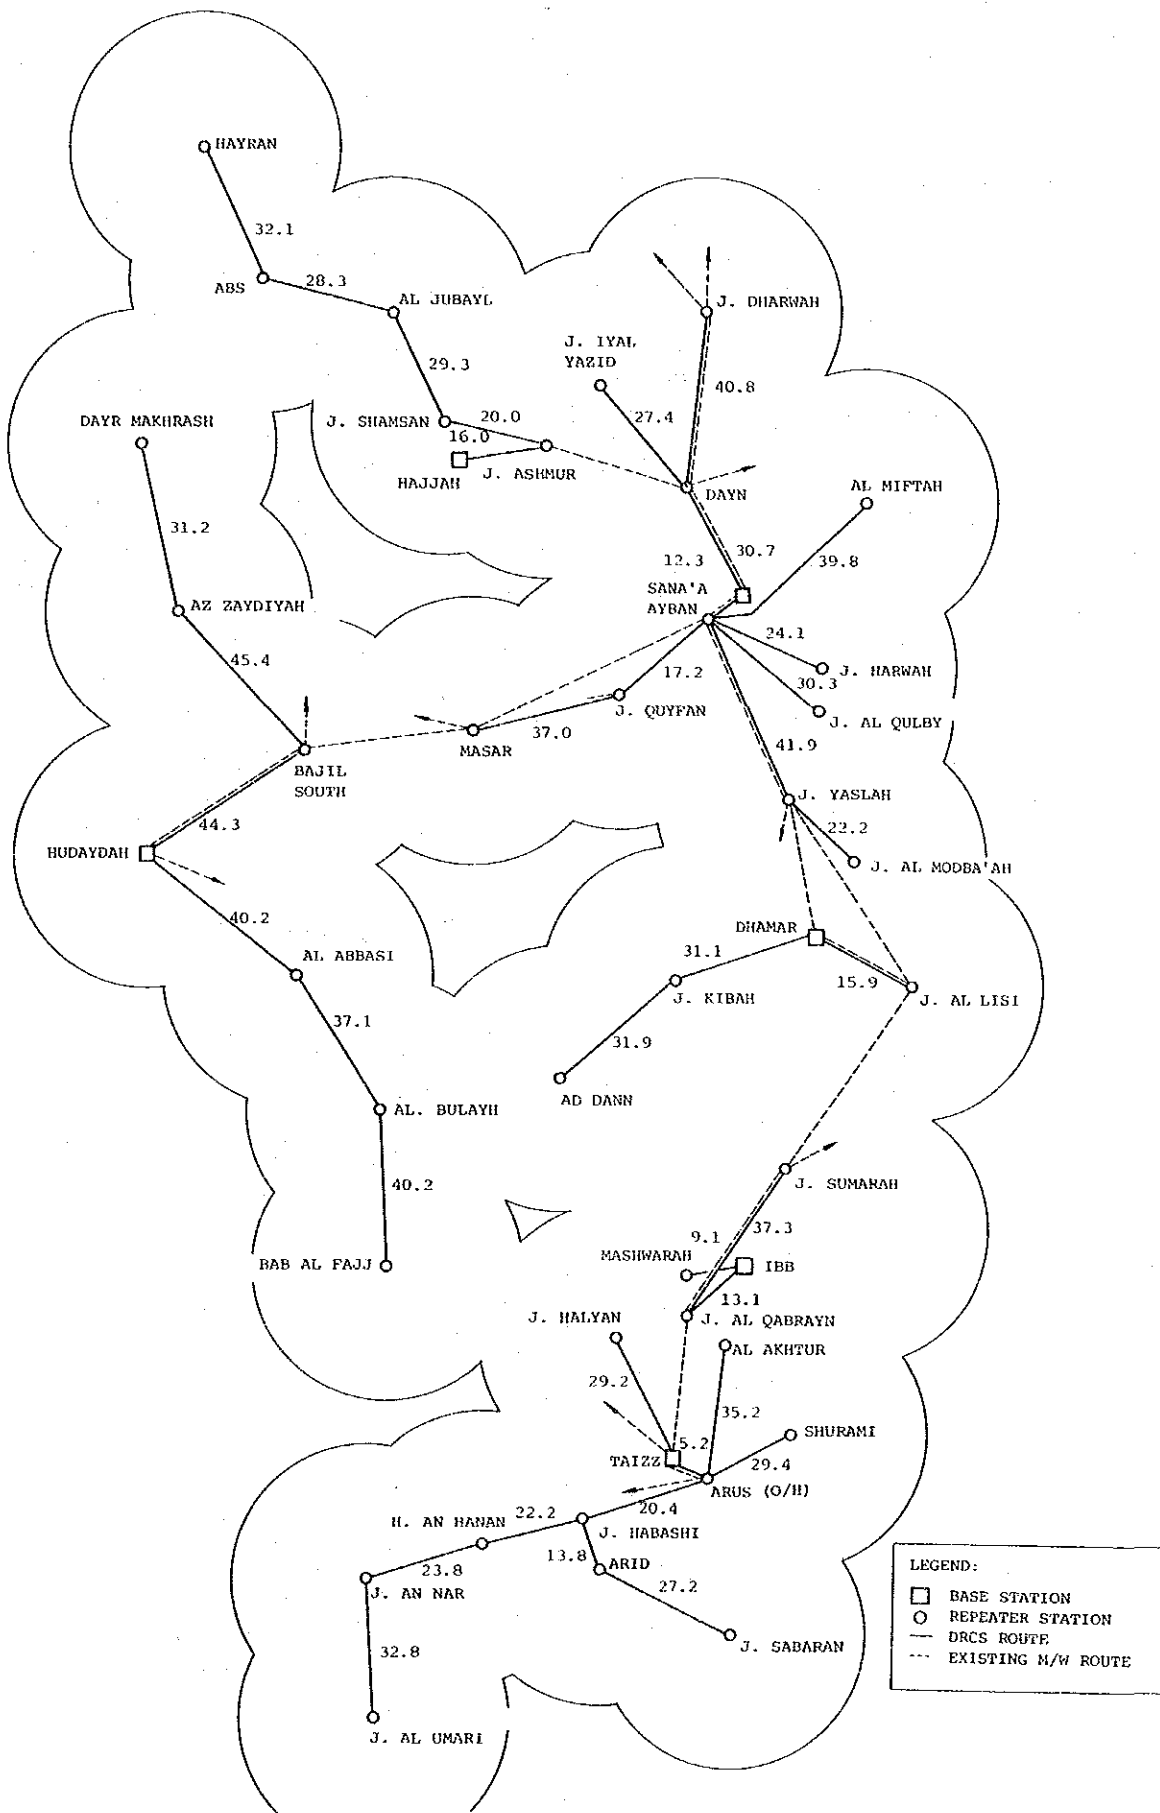 HAYRAN
32.1
ABS
28.3
AL JUBAYL
J. DHARWAH
J. IYAL
YAZID
29.3
40.8
27.4
DAYR MAKHRASH
J. SHAMSAN
20.0
16.0
HAJJAH
J. ASHMUR
DAYN
AL MIFTAH
31.2
12.3
30.7
39.8
SANA'A
AYBAN
AZ ZAYDIYAH
24.1
45.4
17.2
J. HARWAH
30.3
J. QUYFAN
J. AL QULBY
MASAR
37.0
41.9
BAJIL
SOUTH
J. YASLAH
44.3
22.2
HUDAYDAH
J. AL MODBA'AH
40.2
DHAMAR
AL ABBASI
31.1
15.9
J. KIBAH
J. AL LISI
37.1
31.9
AD DANN
AL. BULAYH
40.2
J. SUMARAH
37.3
9.1
MASHWARAH
BAB AL FAJJ
IBB
13.1
J. HALYAN
J. AL QABRAYN
AL AKHTUR
29.2
35.2
SHURAMI
5.2
TAIZZ
29.4
ARUS (O/H)
20.4
22.2
H. AN HANAN
J. HABASHI
13.8
ARID
23.8
27.2
J. AN NAR
J. SABARAN
32.8
J. AL UMARI
LEGEND:
BASE STATION
REPEATER STATION
DRCS ROUTE
EXISTING M/W ROUTE